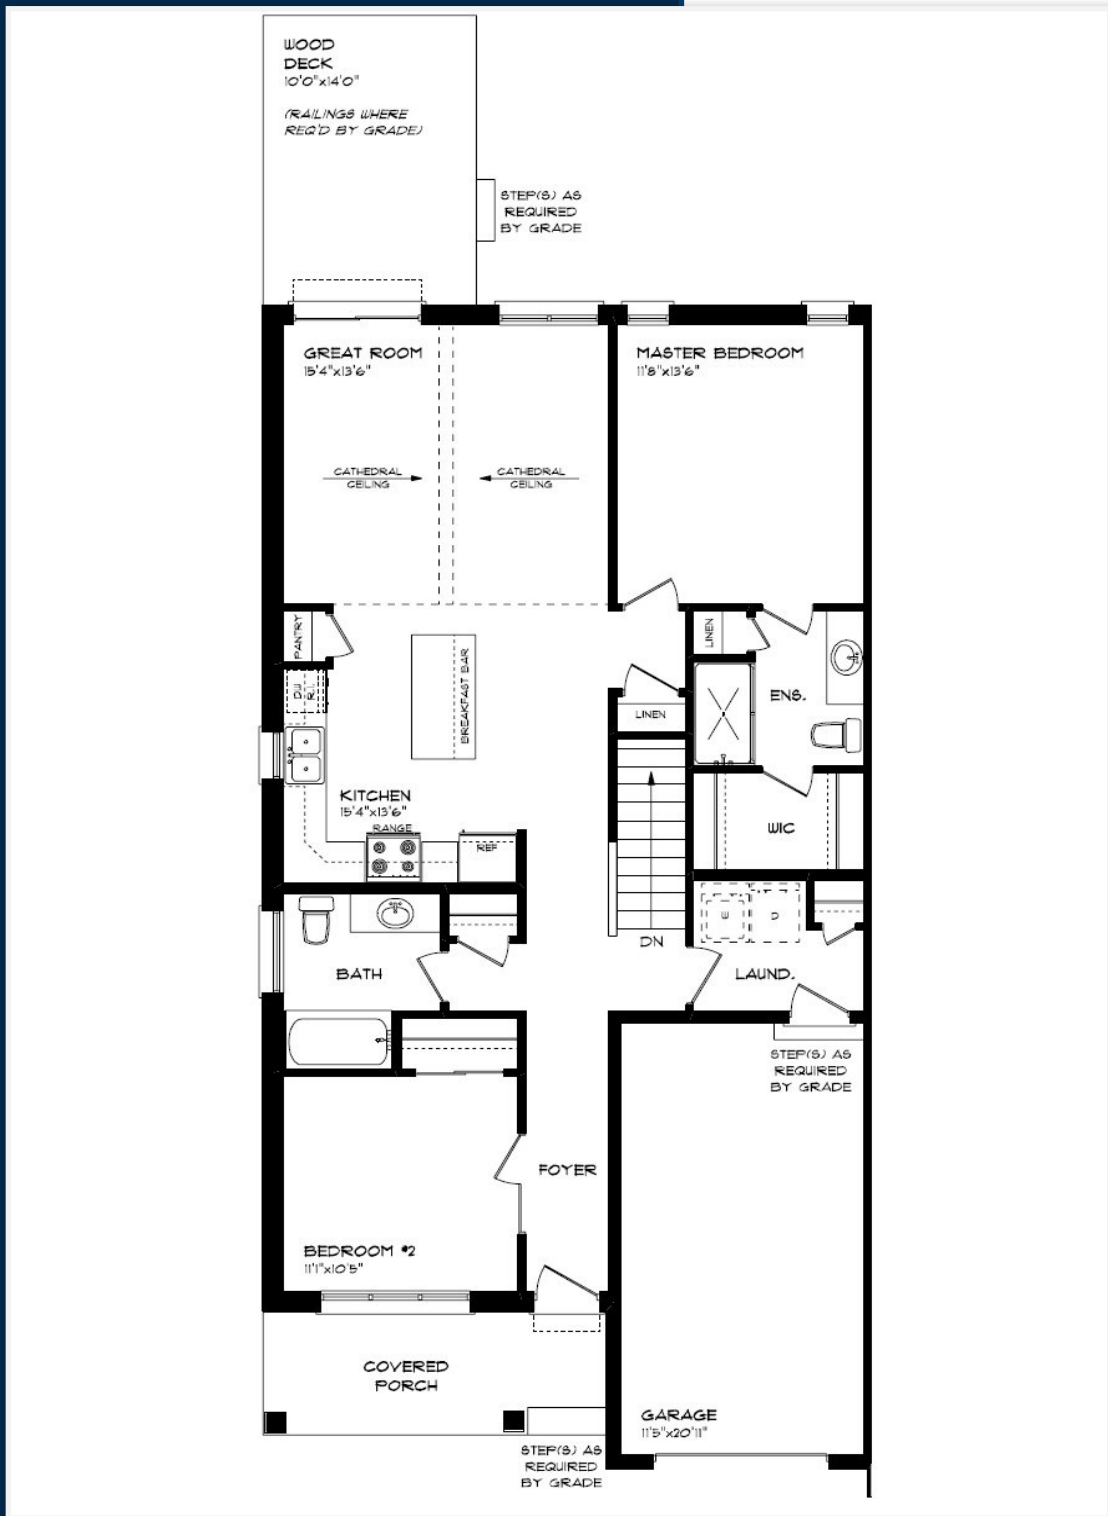 WOOD
DECK
10'0"x14'0"
(RAILINGS WHERE
REQ'D BY GRADE)
STEP(S) AS
REQUIRED
BY GRADE
GREAT ROOM
15'4"x13'6"
MASTER BEDROOM
11'8"x13'6"
CATHEDRAL
CEILING
CATHEDRAL
CEILING
PANTRY
BREAKFAST BAR
LINEN
D/W
R.I.
ENS.
LINEN
KITCHEN
15'4"x13'6"
RANGE
REF
WIC
DN
W
D
BATH
LAUND.
STEP(S) AS
REQUIRED
BY GRADE
FOYER
BEDROOM #2
11'1"x10'5"
COVERED
PORCH
GARAGE
11'5"x20'11"
STEP(S) AS
REQUIRED
BY GRADE